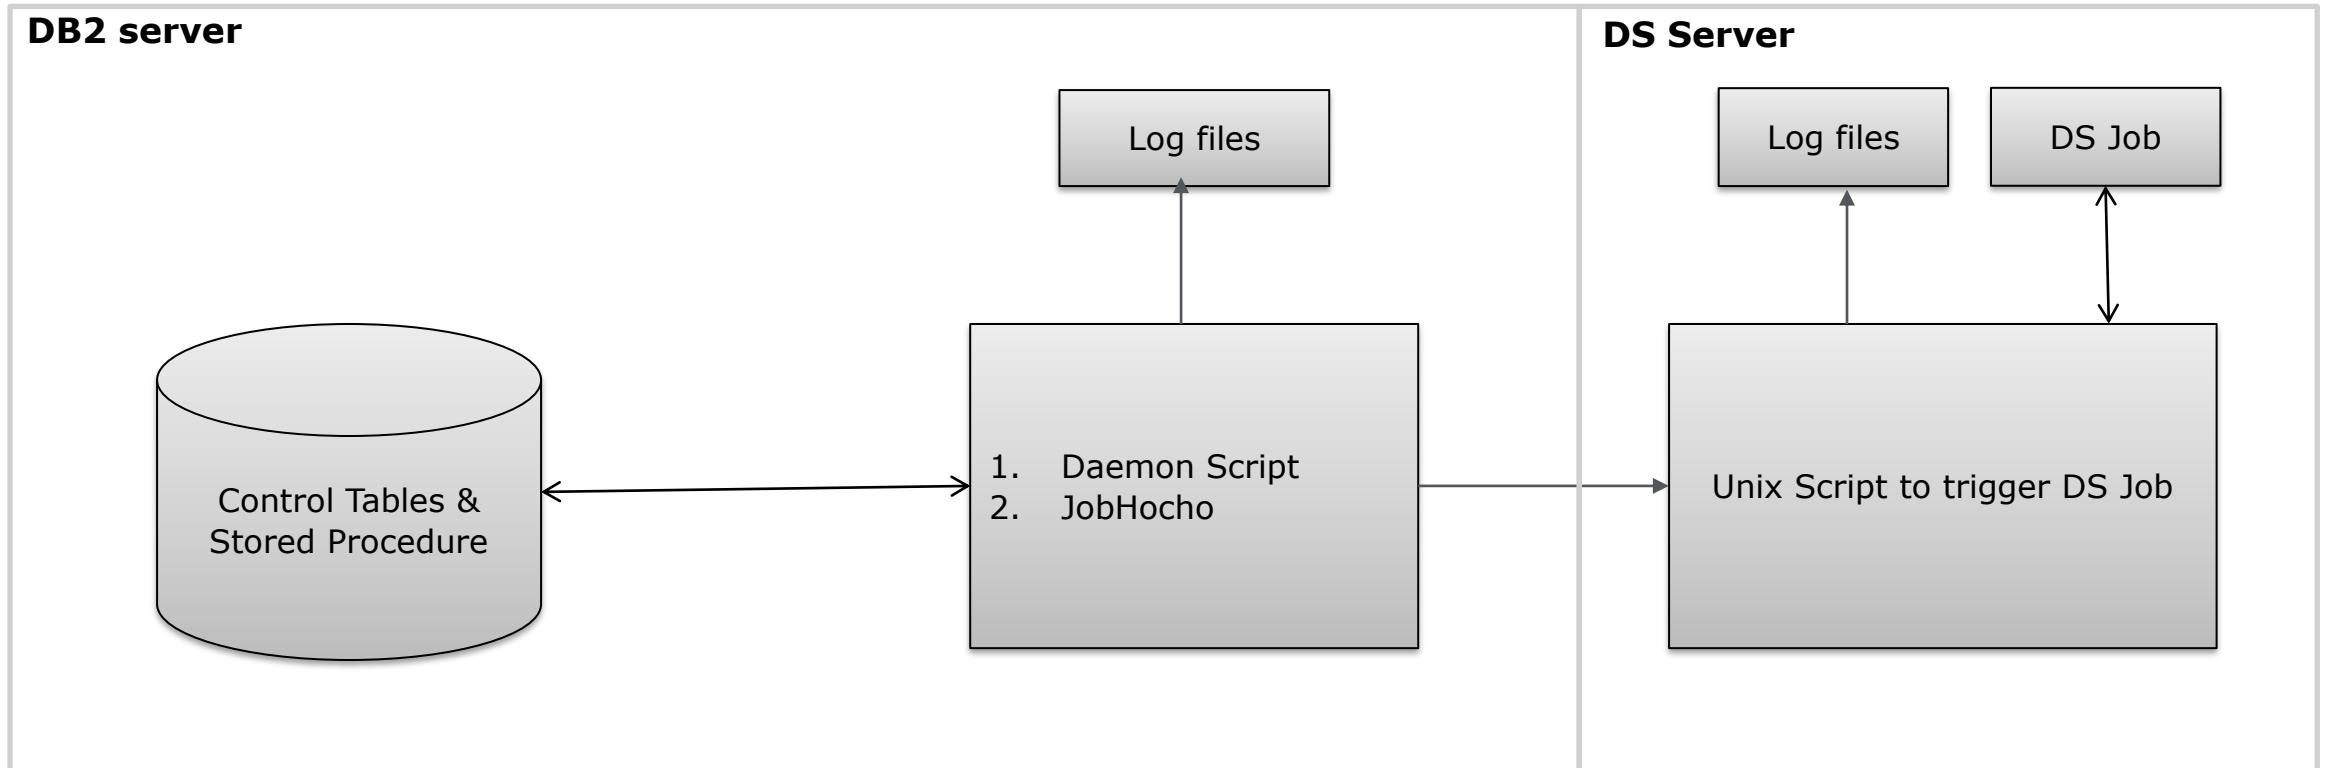 DB2 server
DS Server
Log files
Log files
DS Job
Control Tables &
Stored Procedure
1. Daemon Script
2. JobHocho
Unix Script to trigger DS Job